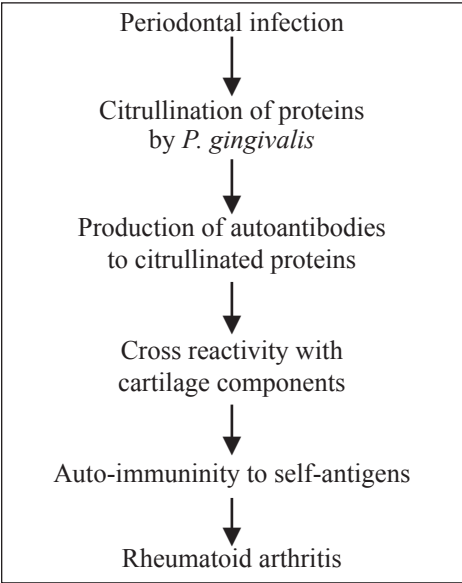 Periodontal infection
Citrullination of proteins
by P. gingivalis
Production of autoantibodies
to citrullinated proteins
Cross reactivity with
cartilage components
Auto-immuninity to self-antigens
Rheumatoid arthritis